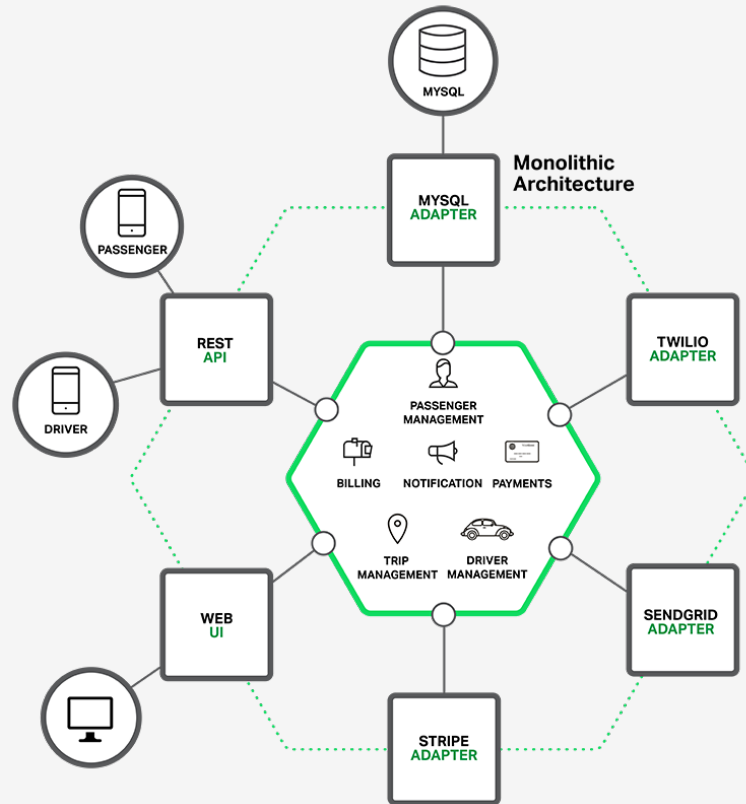 MYSQL
Monolithic
Architecture
MYSQL
ADAPTER
PASSENGER
REST
API
TWILIO
ADAPTER
DRIVER
PASSENGER
MANAGEMENT
BILLING
NOTIFICATION
PAYMENTS
TRIP
MANAGEMENT
DRIVER
MANAGEMENT
WEB
UI
SENDGRID
ADAPTER
STRIPE
ADAPTER